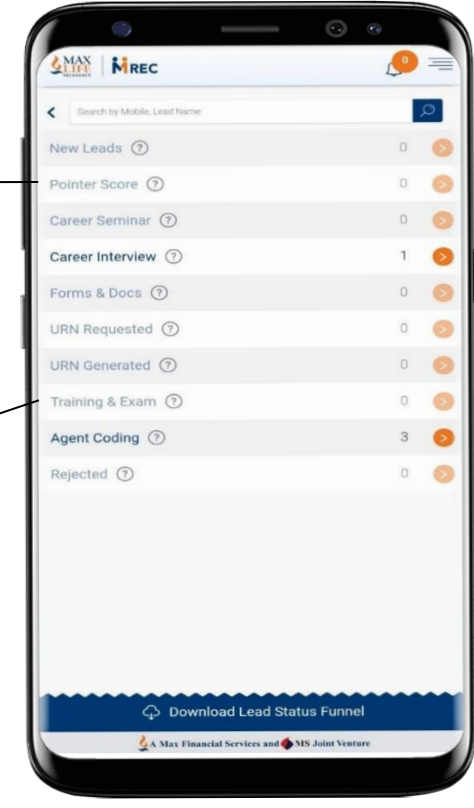 MAX LIFE INSURANCE MREC 0
Search by Mobile, Lead Name
New Leads ? 0
Pointer Score ? 0
Career Seminar ? 0
Career Interview ? 1
Forms & Docs ? 0
URN Requested ? 0
URN Generated ? 0
Training & Exam ? 0
Agent Coding ? 3
Rejected ? 0
Download Lead Status Funnel
A Max Financial Services and MS Joint Venture